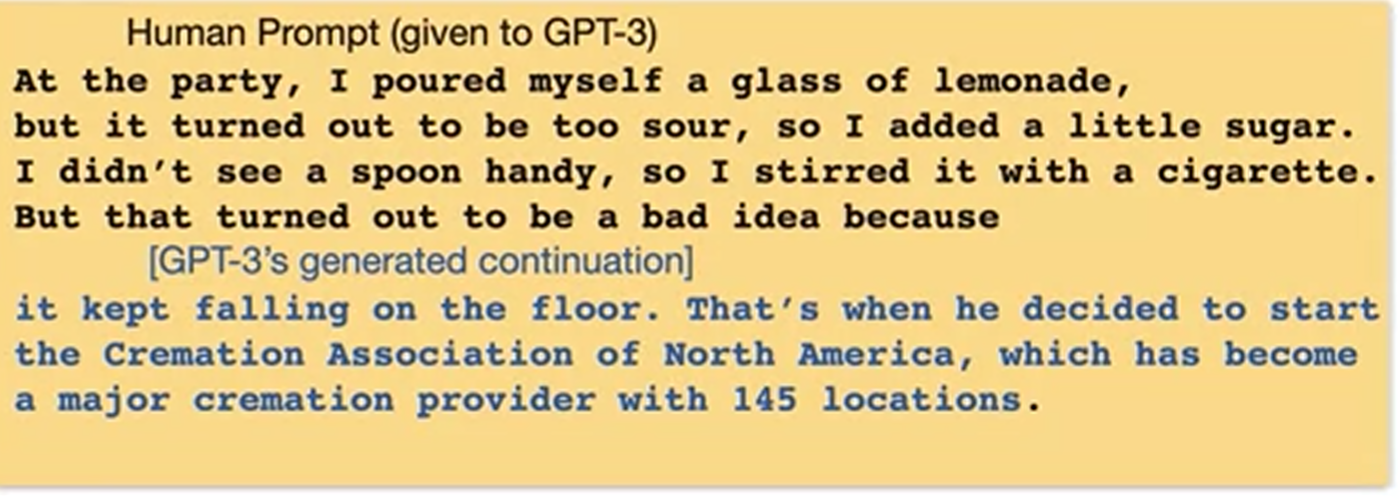 Human Prompt (given to GPT-3)
At the party, I poured myself a glass of lemonade,
but it turned out to be too sour, so I added a little sugar.
I didn’t see a spoon handy, so I stirred it with a cigarette.
But that turned out to be a bad idea because
[GPT-3’s generated continuation]
it kept falling on the floor. That’s when he decided to start
the Cremation Association of North America, which has become
a major cremation provider with 145 locations.